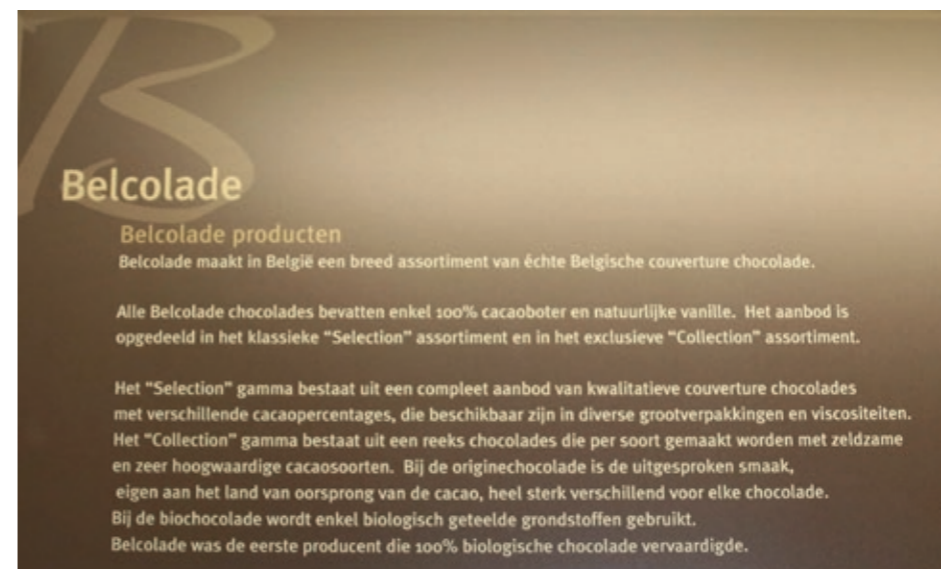 Belcolade
Belcolade producten
Belcolade maakt in België een breed assortiment van échte Belgische couverture chocolade.
Alle Belcolade chocolades bevatten enkel 100% cacaoboter en natuurlijke vanille. Het aanbod is
opgedeeld in het klassieke "Selection" assortiment en in het exclusieve "Collection" assortiment.
Het "Selection" gamma bestaat uit een compleet aanbod van kwalitatieve couverture chocolades
met verschillende cacaopercentages, die beschikbaar zijn in diverse grootverpakkingen en viscositeiten.
Het "Collection" gamma bestaat uit een reeks chocolades die per soort gemaakt worden met zeldzame
en zeer hoogwaardige cacaosoorten. Bij de originechocolade is de uitgesproken smaak,
eigen aan het land van oorsprong van de cacao, heel sterk verschillend voor elke chocolade.
Bij de biochocolade wordt enkel biologisch geteelde grondstoffen gebruikt.
Belcolade was de eerste producent die 100% biologische chocolade vervaardigde.